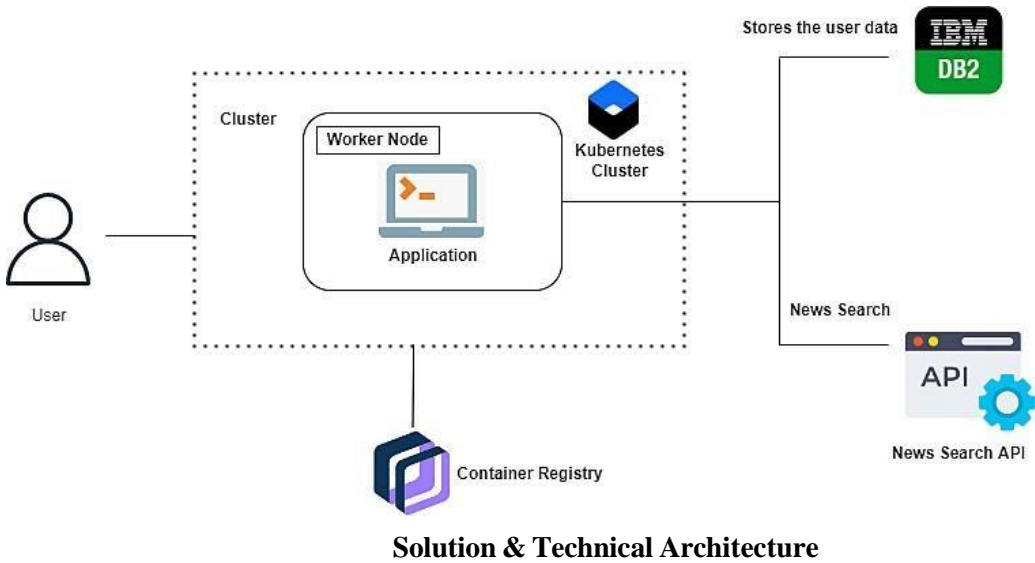 Stores the user data
IBM
DB2
Cluster
Worker Node
Kubernetes
Cluster
Application
User
News Search
API
News Search API
Container Registry
Solution & Technical Architecture